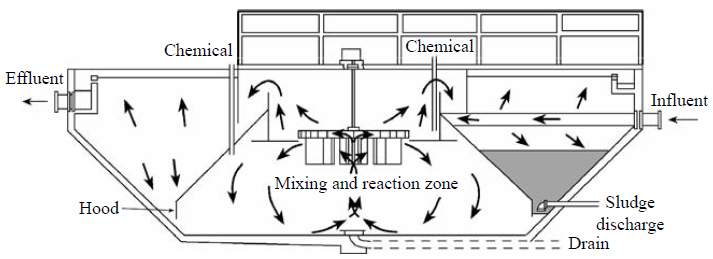 Chemical
Chemical
Effluent
Influent
Mixing and reaction zone
Hood
Sludge
discharge
Drain